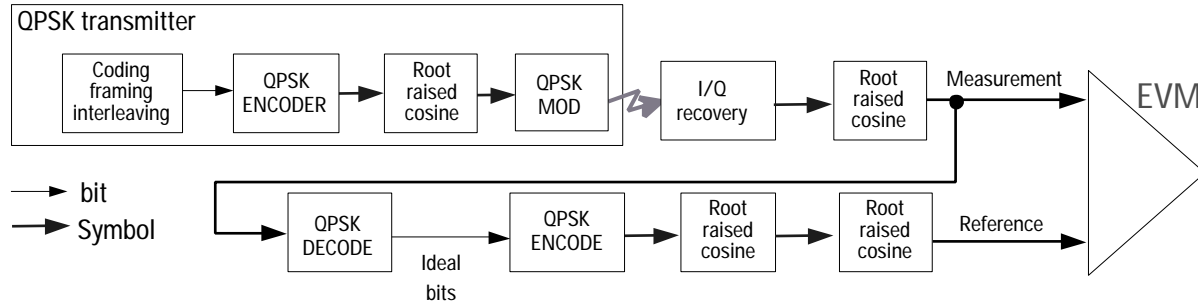 QPSK transmitter
Coding
framing
interleaving
QPSK
ENCODER
Root
raised
cosine
QPSK
MOD
I/Q
recovery
Root
raised
cosine
Measurement
EVM
bit
Symbol
QPSK
DECODE
Ideal
bits
QPSK
ENCODE
Root
raised
cosine
Root
raised
cosine
Reference